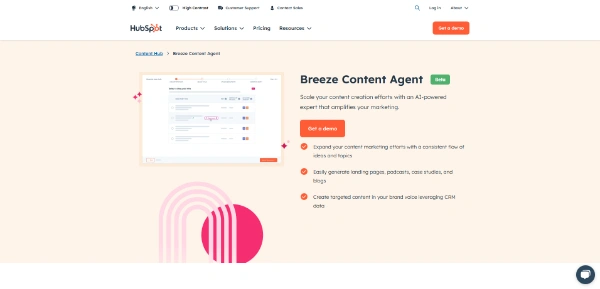 English
High Contrast
Customer Support
Contact Sales
Log in
About
HubSpot
Products
Solutions
Pricing
Resources
Get a demo
Content Hub > Breeze Content Agent
Breeze Content Agent
Beta
Scale your content creation efforts with an AI-powered
expert that amplifies your marketing.
Get a demo
Expand your content marketing efforts with a consistent flow of
ideas and topics
Easily generate landing pages, podcasts, case studies, and
blogs
Create targeted content in your brand voice leveraging CRM
data